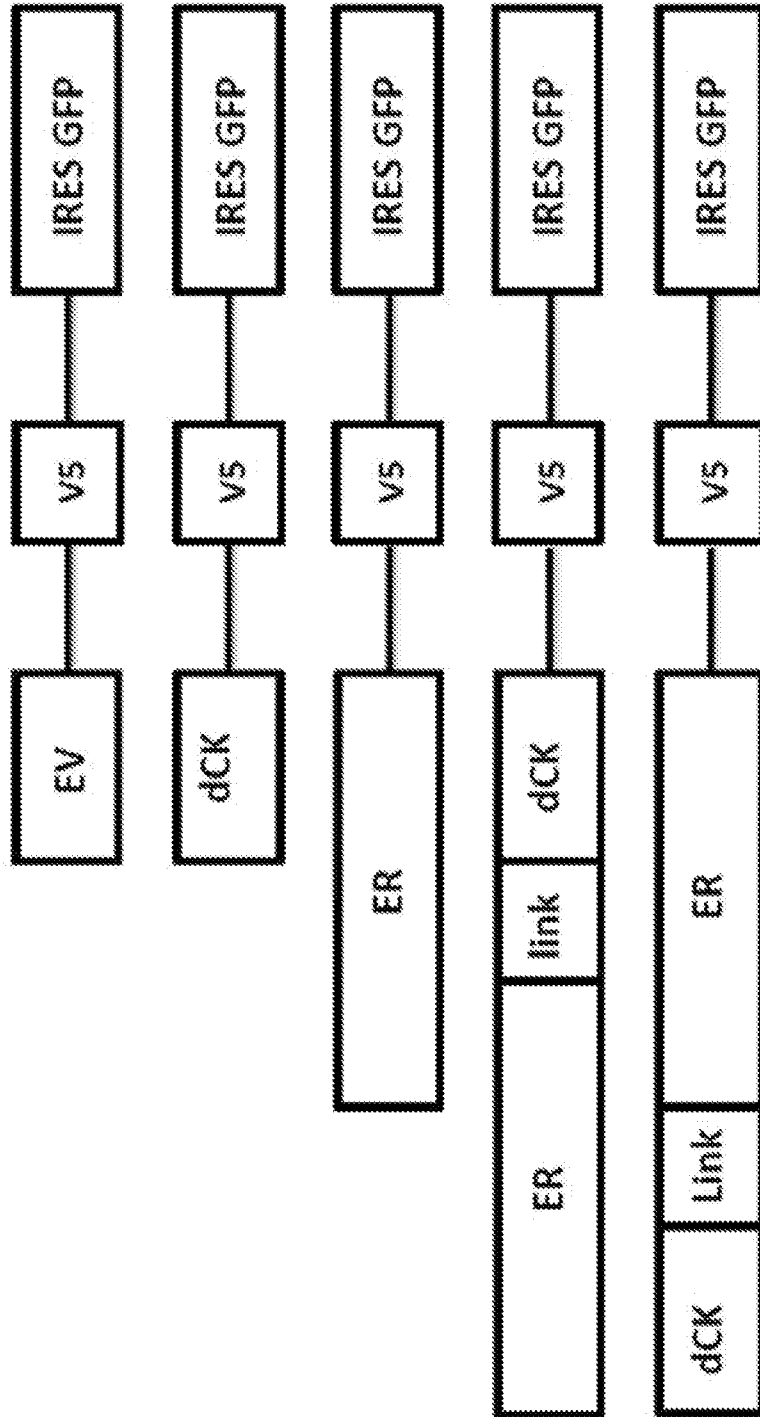 EV V5 IRES GFP
dCK V5 IRES GFP
ER V5 IRES GFP
ER link dCK V5 IRES GFP
dCK Link ER V5 IRES GFP